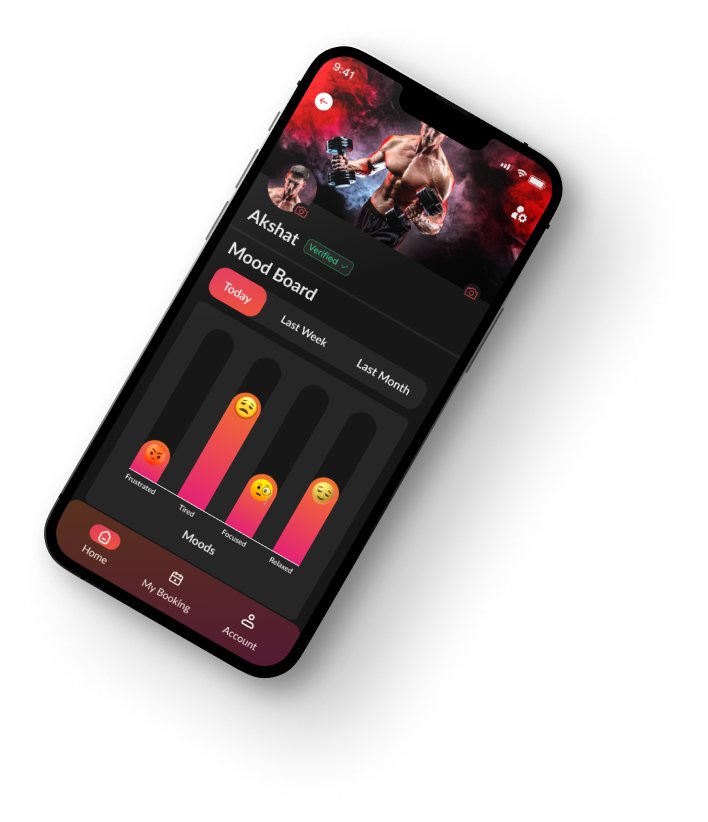 9:41
Akshat
Verified
Mood Board
Today
Last Week
Last Month
Frustrated
Tired
Focused
Relaxed
Moods
Home
My Booking
Account